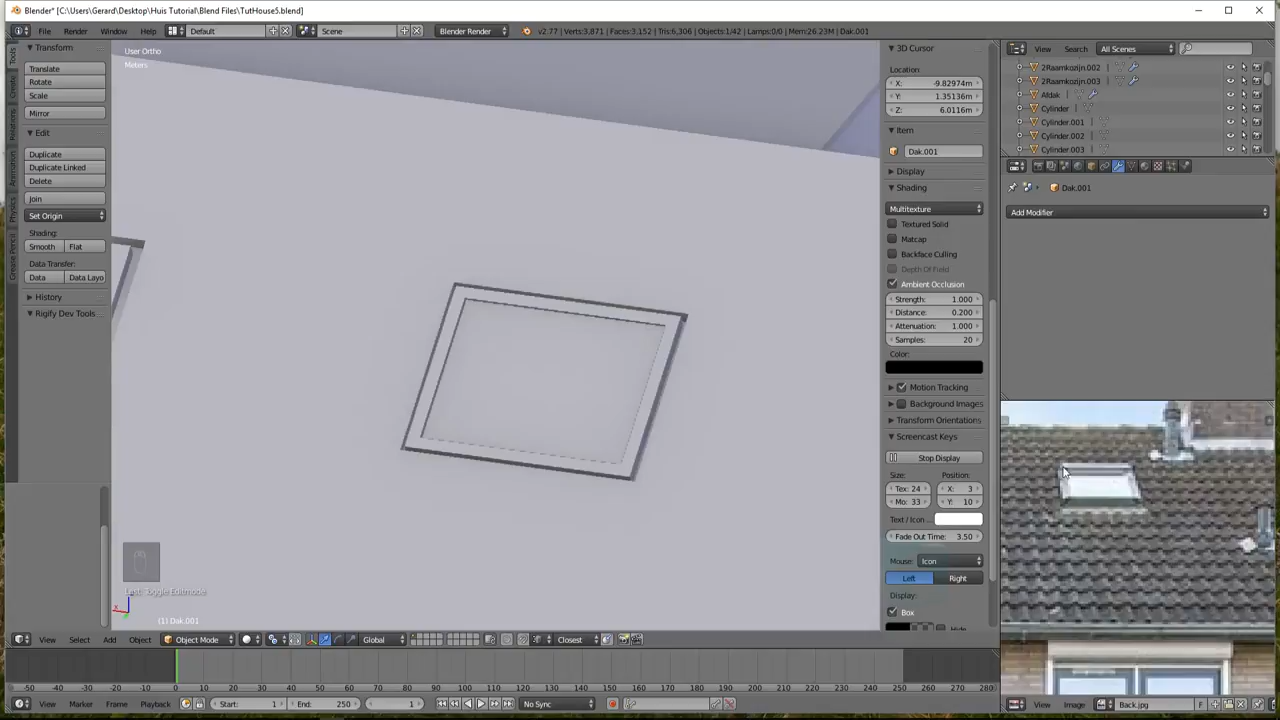 Blender* [C:\Users\Gerard\Desktop\Huis Tutorial\Blend Files\TutHouse5.blend]
File Render Window Help Default Scene Blender Render v2.77 | Verts:3,871 | Faces:3,152 | Tris:6,306 | Objects:1/42 | Lamps:0/0 | Mem:26.23M | Dak.001
Transform
Translate
Rotate
Scale
Mirror
Edit
Duplicate
Duplicate Linked
Delete
Join
Set Origin
Shading:
Smooth Flat
Data Transfer:
Data Data Layo
History
Rigify Dev Tools
Tools
Create
Relations
Animation
Physics
Grease Pencil
User Ortho
Meters
Last: Toggle Editmode
(1) Dak.001
View Select Add Object Object Mode Global Closest
3D Cursor
Location
X: -9.82974m
Y: 1.35136m
Z: 6.0116m
Item
Dak.001
Display
Shading
Multitexture
Textured Solid
Matcap
Backface Culling
Depth Of Field
Ambient Occlusion
Strength: 1.000
Distance: 0.200
Attenuation: 1.000
Samples: 20
Color:
Motion Tracking
Background Images
Transform Orientations
Screencast Keys
Stop Display
Size: Position:
Tex: 24 X: 3
Mo: 33 Y: 10
Text / Icon
Fade Out Time: 3.50
Mouse: Icon
Left Right
Display:
Box
View Search All Scenes
2Raamkozijn.002
2Raamkozijn.003
Afdak
Cylinder
Cylinder.001
Cylinder.002
Cylinder.003
Dak.001
Add Modifier
View Image Back.jpg F
-50 -40 -30 -20 -10 0 10 20 30 40 50 60 70 80 90 100 110 120 130 140 150 160 170 180 190 200 210 220 230 240 250 260 270 280
View Marker Frame Playback Start: 1 End: 250 1 No Sync